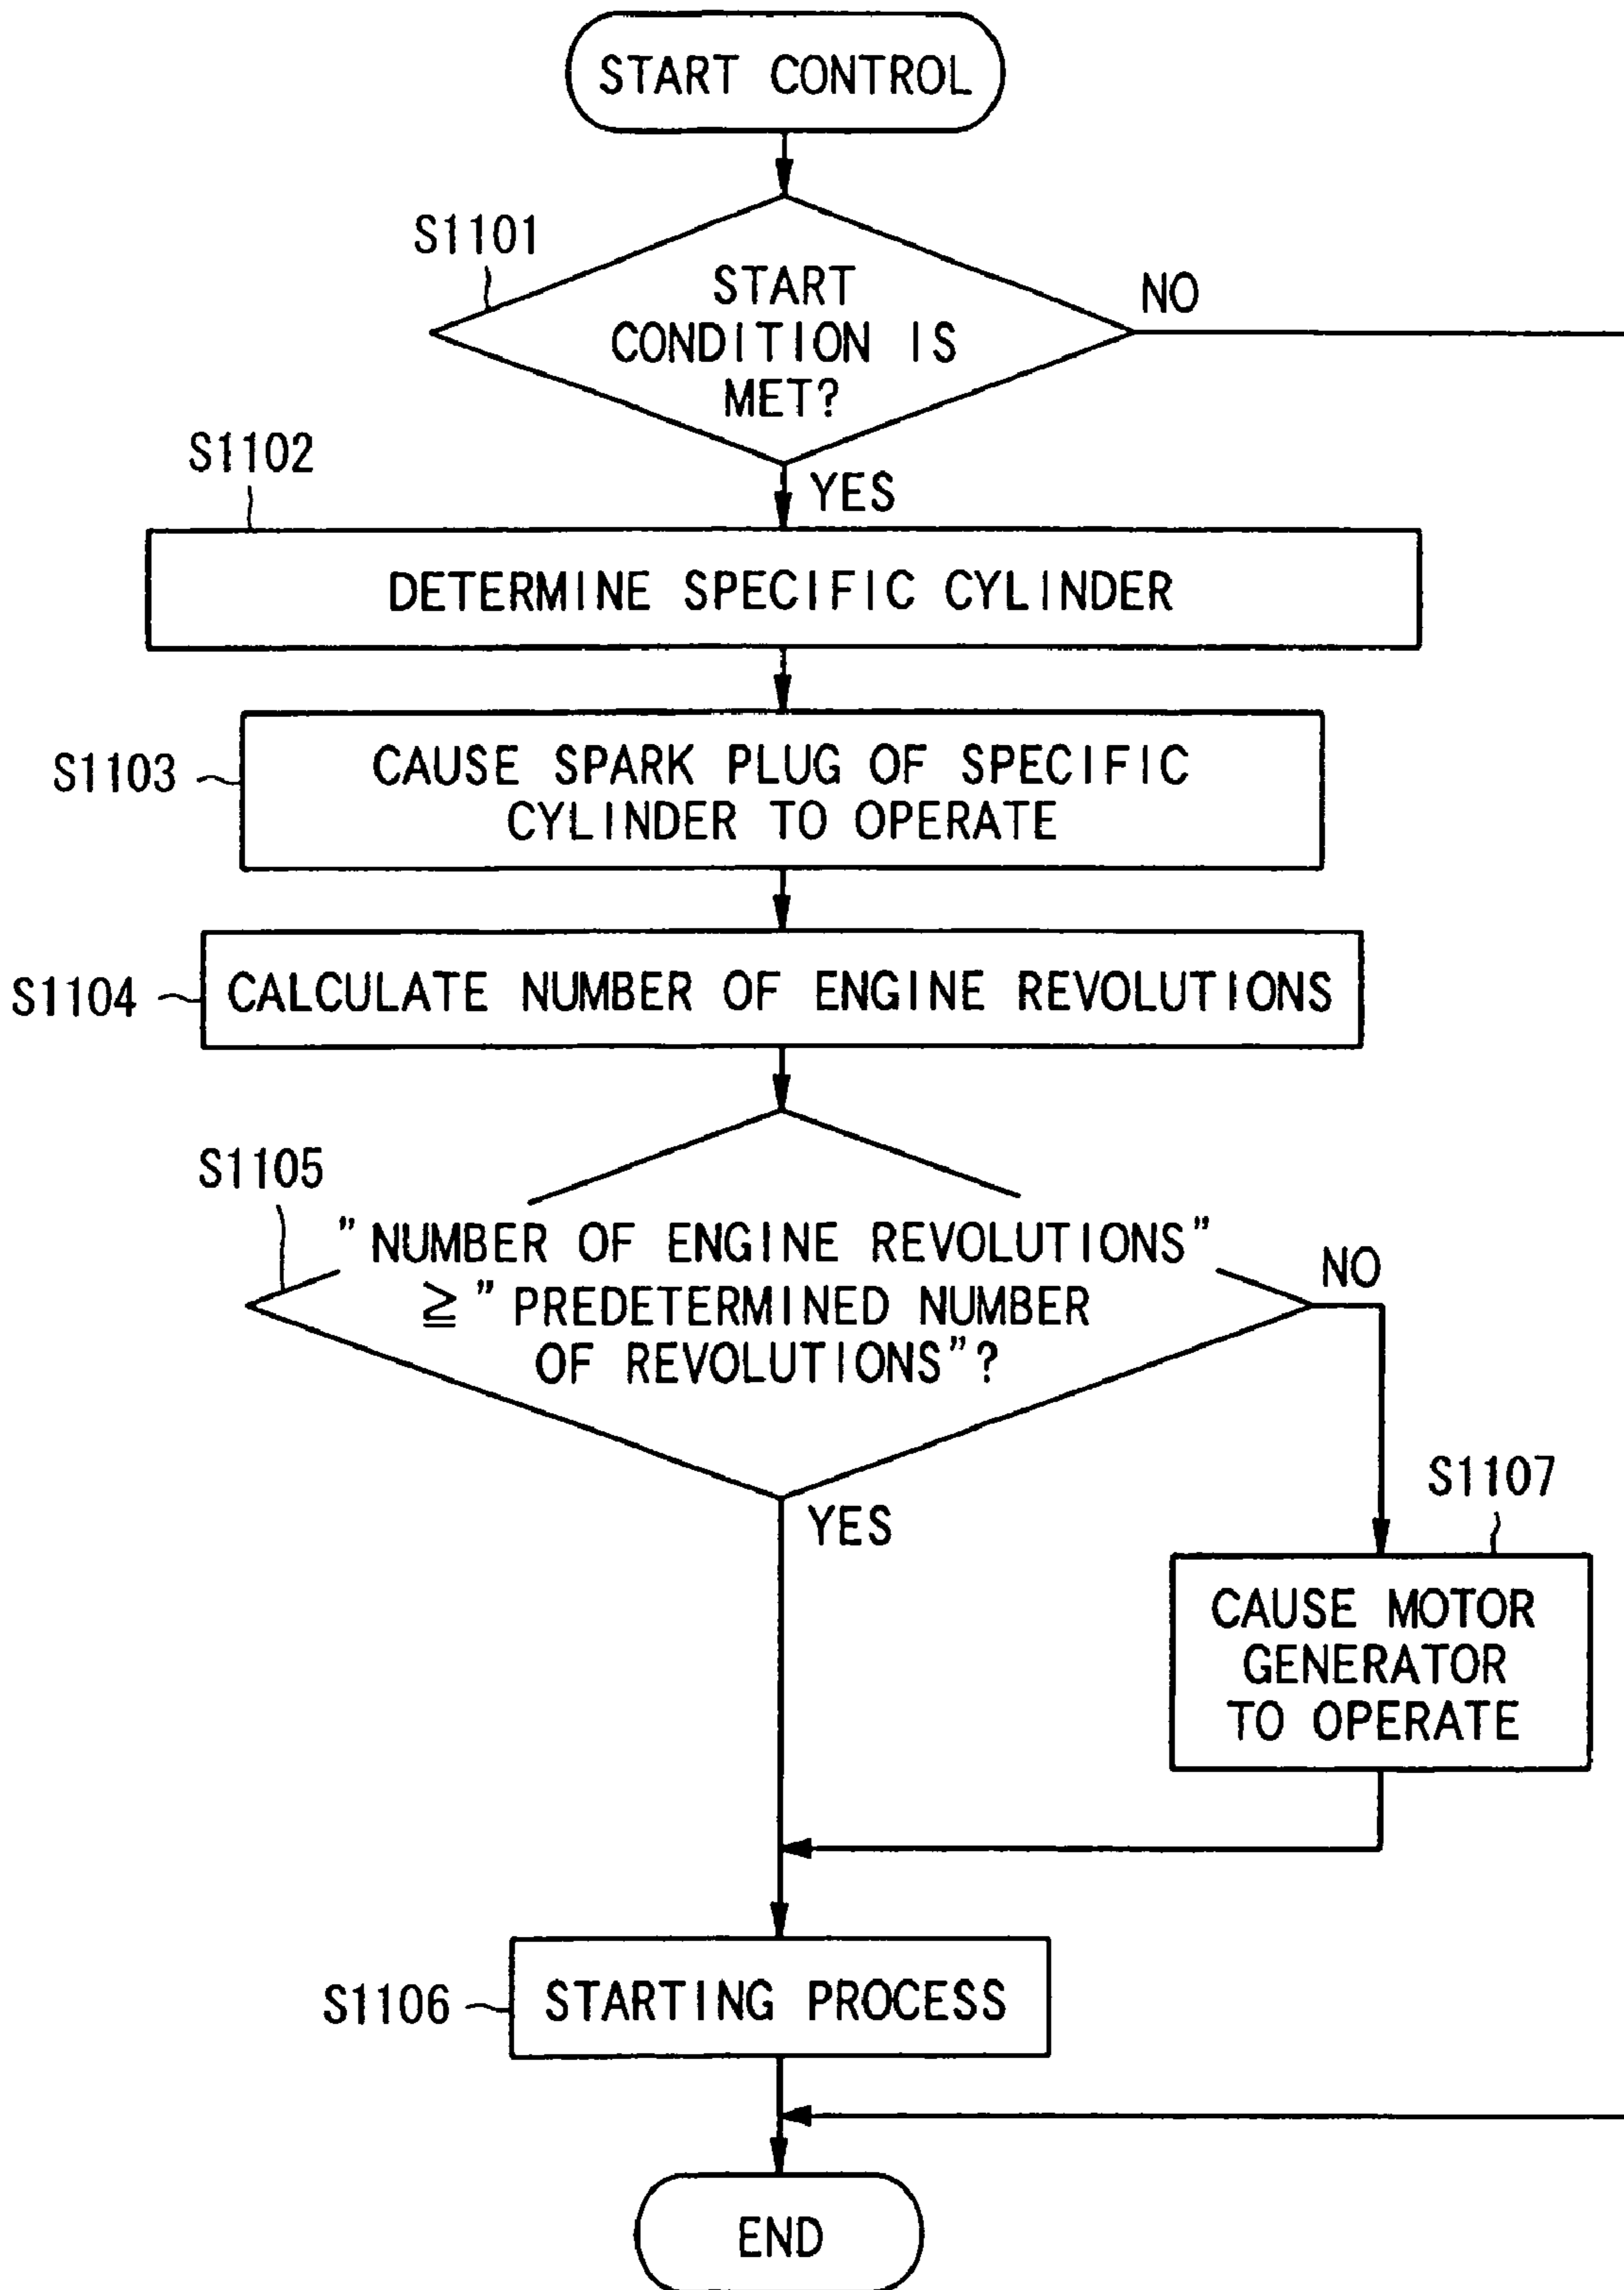 START CONTROL
S1101
START
CONDITION IS
MET?
NO
YES
S1102
DETERMINE SPECIFIC CYLINDER
S1103
CAUSE SPARK PLUG OF SPECIFIC
CYLINDER TO OPERATE
S1104
CALCULATE NUMBER OF ENGINE REVOLUTIONS
S1105
"NUMBER OF ENGINE REVOLUTIONS"
≧"PREDETERMINED NUMBER
OF REVOLUTIONS"?
NO
YES
S1107
CAUSE MOTOR
GENERATOR
TO OPERATE
S1106
STARTING PROCESS
END